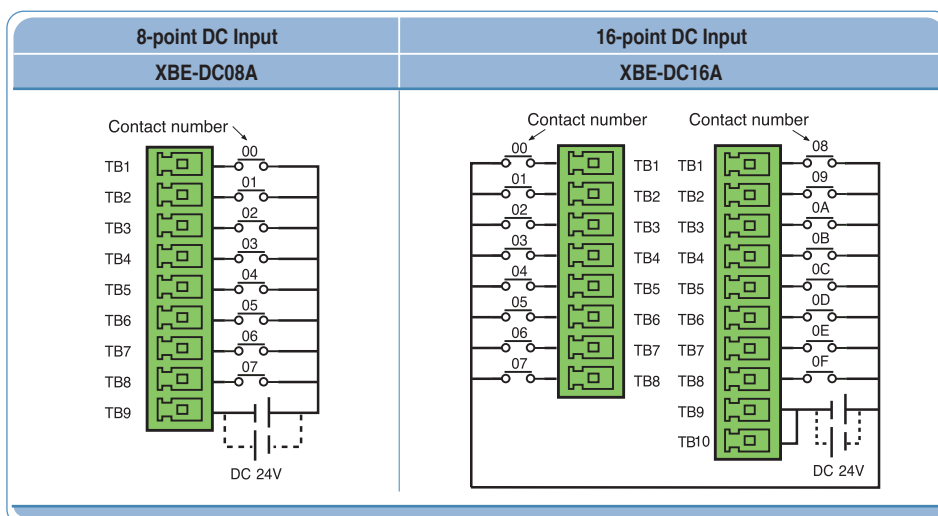 8-point DC Input
16-point DC Input
XBE-DC08A
XBE-DC16A
Contact number
00
TB1
01
TB2
02
TB3
03
TB4
04
TB5
05
TB6
06
TB7
07
TB8
TB9
DC 24V
Contact number
Contact number
00
TB1
TB1
08
01
TB2
TB2
09
02
TB3
TB3
0A
03
TB4
TB4
0B
04
TB5
TB5
0C
05
TB6
TB6
0D
06
TB7
TB7
0E
07
TB8
TB8
0F
TB9
TB10
DC 24V